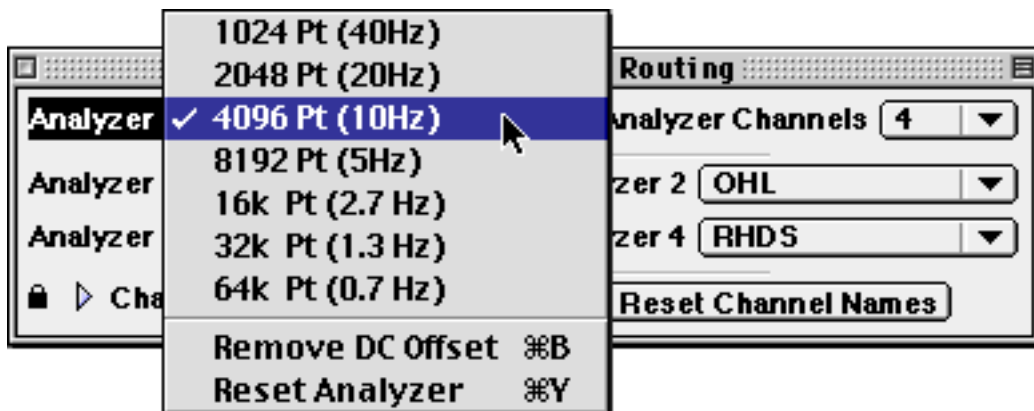 1024 Pt (40Hz)
2048 Pt (20Hz)
✓ 4096 Pt (10Hz)
8192 Pt (5Hz)
16k Pt (2.7 Hz)
32k Pt (1.3 Hz)
64k Pt (0.7 Hz)
Remove DC Offset ⌘B
Reset Analyzer ⌘Y
Routing
Analyzer
Analyzer Channels 4
Analyzer
zer 2 OHL
Analyzer
zer 4 RHDS
Cha
Reset Channel Names